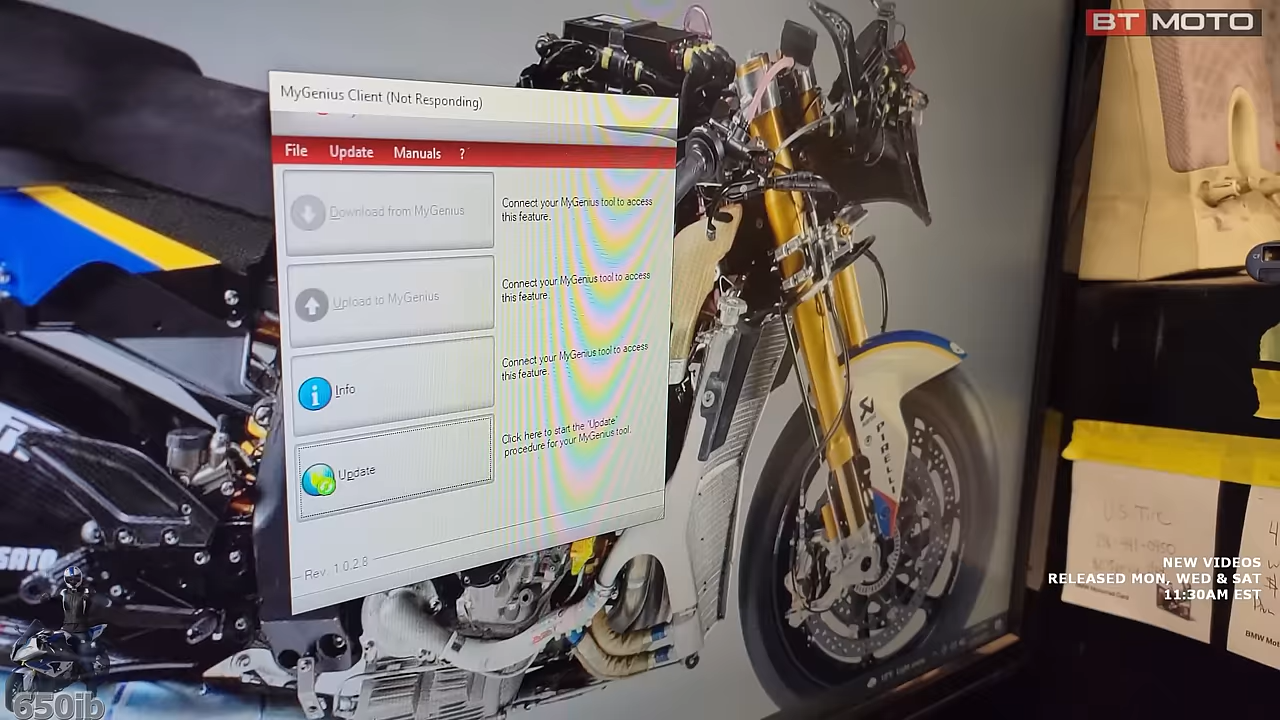 BT MOTO
MyGenius Client (Not Responding)
File Update Manuals ?
Download from MyGenius
Connect your MyGenius tool to access
this feature.
Upload to MyGenius
Connect your MyGenius tool to access
this feature.
Info
Connect your MyGenius tool to access
this feature.
Update
Click here to start the 'Update'
procedure for your MyGenius tool.
Rev. 1.0.2.8
PIRELLI
US Tire
NEW VIDEOS
RELEASED MON, WED & SAT
11:30AM EST
650ib